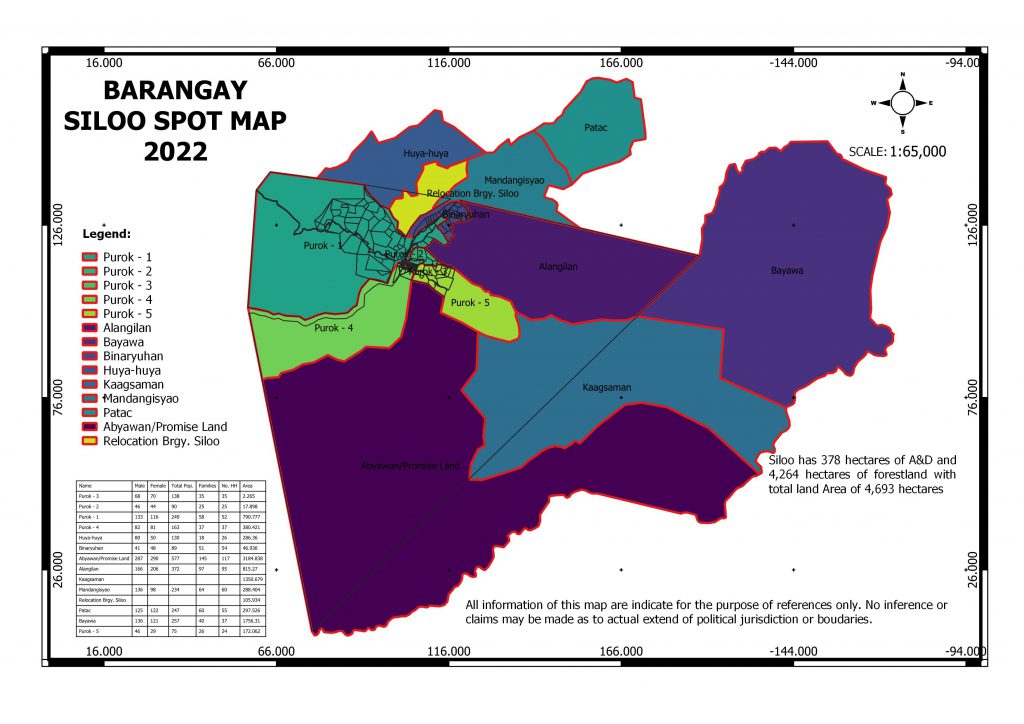 16.000 66.000 116.000 166.000 -144.000 -94.00
BARANGAY
SILOO SPOT MAP
2022
N
W E
S
SCALE: 1:65,000
126.000
126.000
76.000
76.000
26.000
26.000
Patac
Huya-huya
Mandangisyao
Relocation Brgy. Siloo
Binaryuhan
Purok - 1
Purok - 2
Alangilan
Bayawa
Purok - 5
Purok - 4
Kaagsaman
Abyawan/Promise Land
Legend:
Purok - 1
Purok - 2
Purok - 3
Purok - 4
Purok - 5
Alangilan
Bayawa
Binaryuhan
Huya-huya
Kaagsaman
Mandangisyao
Patac
Abyawan/Promise Land
Relocation Brgy. Siloo
Name Male Female Total Pop. Families No. HH Area
Purok - 3 68 70 138 35 35 2.265
Purok - 2 46 44 90 25 25 17.898
Purok - 1 133 116 249 58 52 790.777
Purok - 4 82 81 163 37 37 380.421
Huya-huya 80 50 130 18 26 286.36
Binaryuhan 41 48 89 51 54 46.936
Abyawan/Promise Land 287 290 577 145 117 3184.838
Alangilan 166 206 372 97 95 815.27
Kaagsaman 1350.679
Mandangisyao 136 98 234 64 60 288.404
Relocation Brgy. Siloo 105.934
Patac 125 122 247 60 55 297.526
Bayawa 136 121 257 40 37 1756.31
Purok - 5 46 29 75 26 24 172.062
Siloo has 378 hectares of A&D and
4,264 hectares of forestland with
total land Area of 4,693 hectares
All information of this map are indicate for the purpose of references only. No inference or
claims may be made as to actual extend of political jurisdiction or boudaries.
16.000 66.000 116.000 166.000 -144.000 -94.000